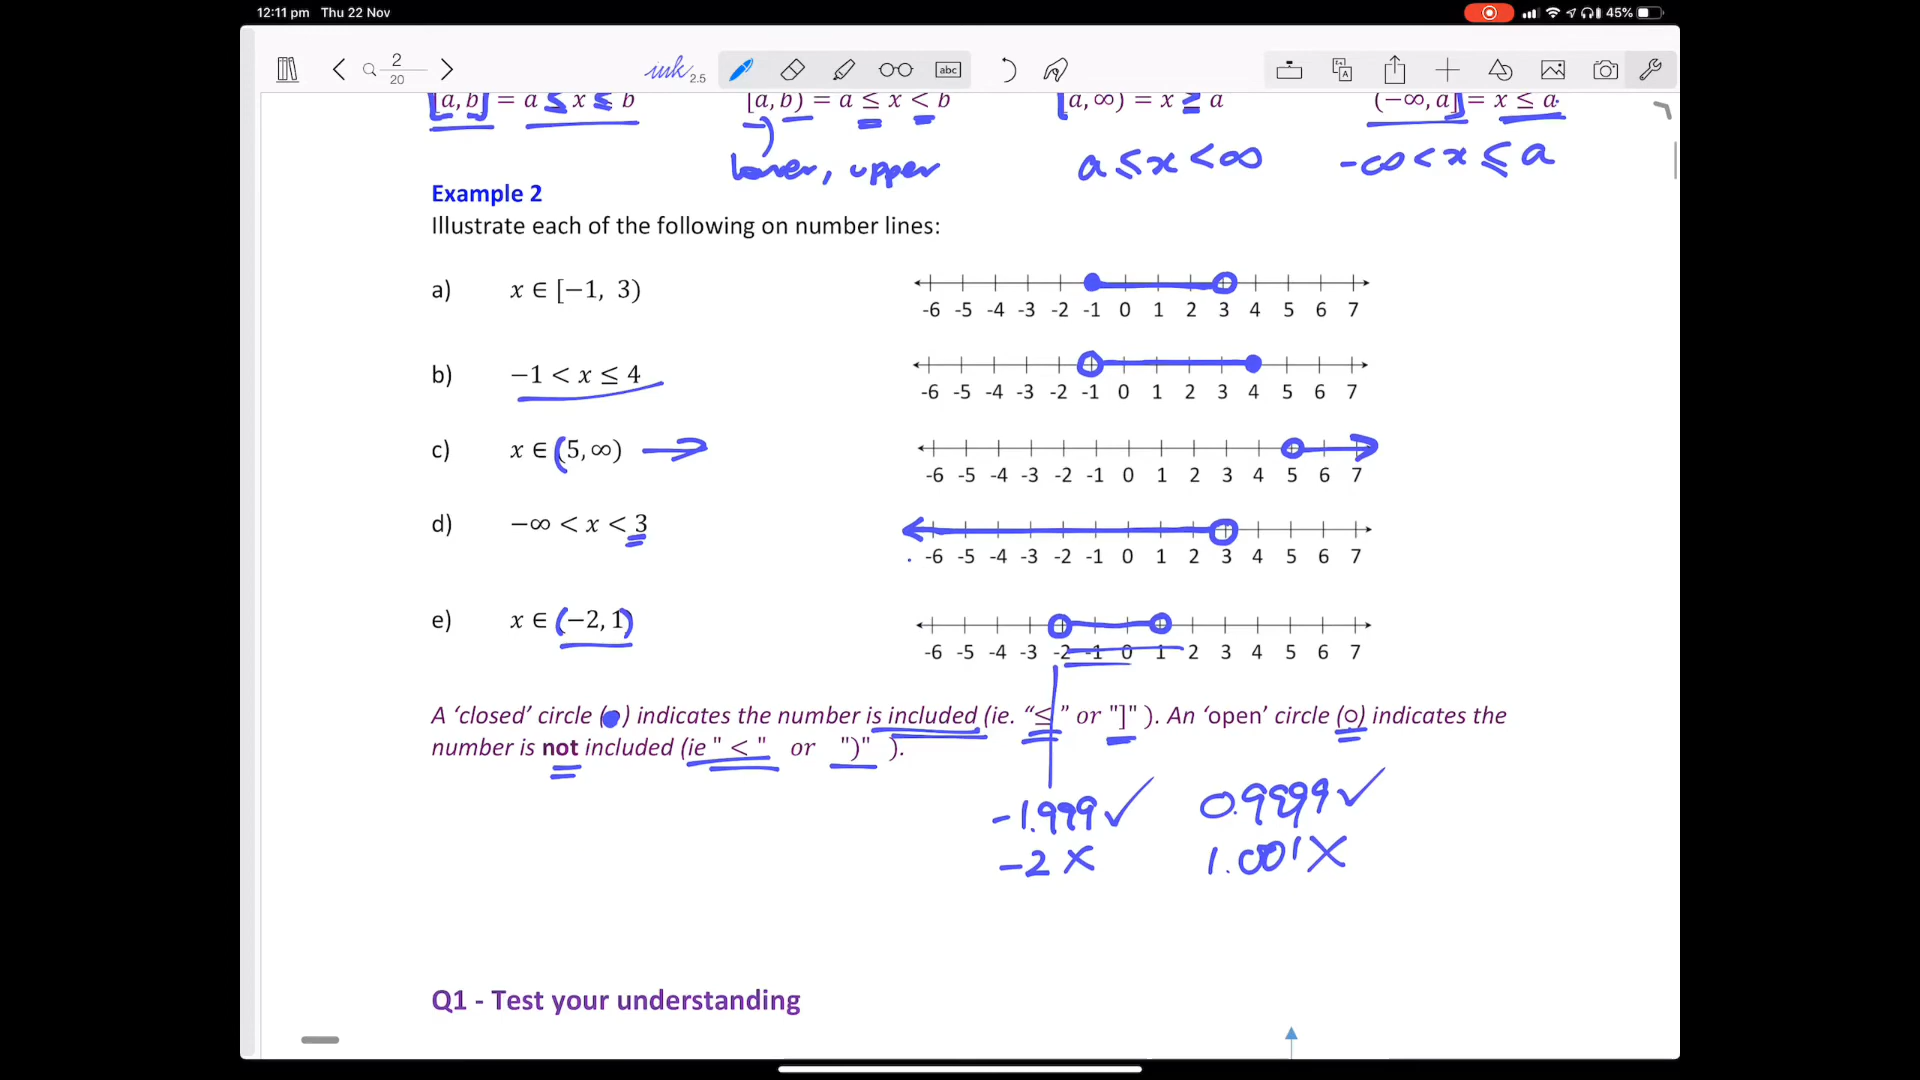 12:11 pm Thu 22 Nov 45%
2
20
ink 2.5 abc
[a, b] = a ≤ x ≤ b [a, b) = a ≤ x < b [a, ∞) = x ≥ a (−∞, a] = x ≤ a
lower, upper a ≤ x < ∞ -∞ < x ≤ a
Example 2
Illustrate each of the following on number lines:
a) x ∈ [−1, 3)
-6 -5 -4 -3 -2 -1 0 1 2 3 4 5 6 7
b) −1 < x ≤ 4
-6 -5 -4 -3 -2 -1 0 1 2 3 4 5 6 7
c) x ∈ (5, ∞)
-6 -5 -4 -3 -2 -1 0 1 2 3 4 5 6 7
d) −∞ < x < 3
-6 -5 -4 -3 -2 -1 0 1 2 3 4 5 6 7
e) x ∈ (−2, 1)
-6 -5 -4 -3 -2 -1 0 1 2 3 4 5 6 7
A ‘closed’ circle (●) indicates the number is included (ie. “≤” or "]" ). An ‘open’ circle (○) indicates the
number is not included (ie " < " or ")" ).
-1.999 ✓ 0.9999 ✓
-2 ✗ 1.001 ✗
Q1 - Test your understanding